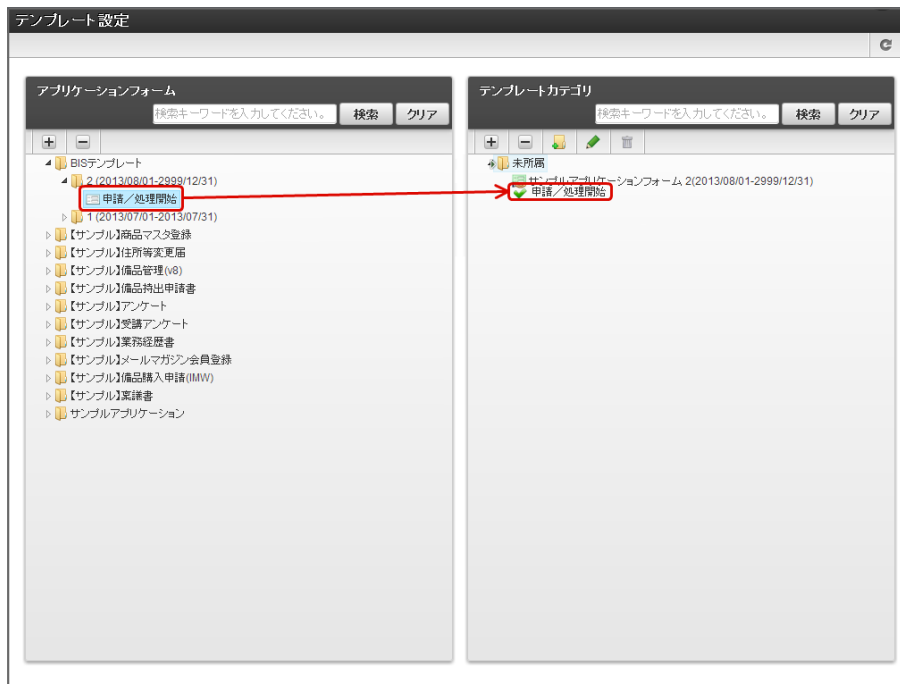 テンプレート設定
アプリケーションフォーム
検索キーワードを入力してください。 検索 クリア
BISテンプレート
2 (2013/08/01-2999/12/31)
申請／処理開始
1 (2013/07/01-2013/07/31)
【サンプル】商品マスタ登録
【サンプル】住所等変更届
【サンプル】備品管理(v8)
【サンプル】備品持出申請書
【サンプル】アンケート
【サンプル】受講アンケート
【サンプル】業務経歴書
【サンプル】メールマガジン会員登録
【サンプル】備品購入申請(IMW)
【サンプル】稟議書
サンプルアプリケーション
テンプレートカテゴリ
検索キーワードを入力してください。 検索 クリア
未所属
サンプルアプリケーションフォーム 2(2013/08/01-2999/12/31)
申請／処理開始